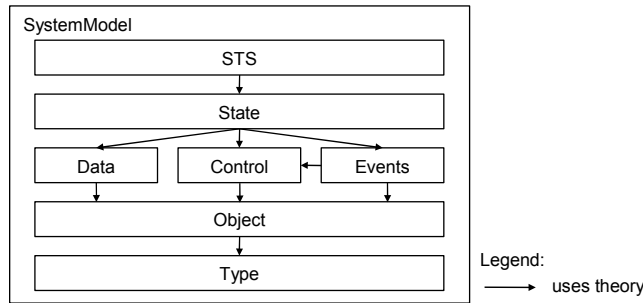 SystemModel
STS
State
Data Control Events
Object
Type
Legend:
uses theory